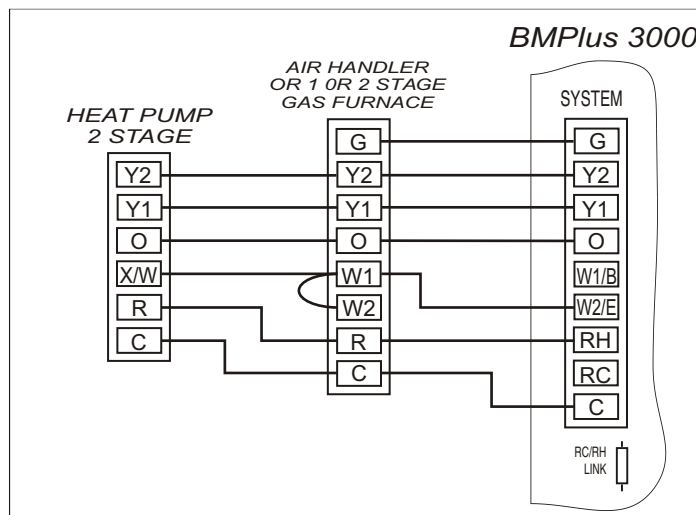 BMPlus 3000
AIR HANDLER
OR 1 0R 2 STAGE
GAS FURNACE
HEAT PUMP
2 STAGE
SYSTEM
Y2
Y1
O
X/W
R
C
G
Y2
Y1
O
W1
W2
R
C
G
Y2
Y1
O
W1/B
W2/E
RH
RC
C
RC/RH
LINK